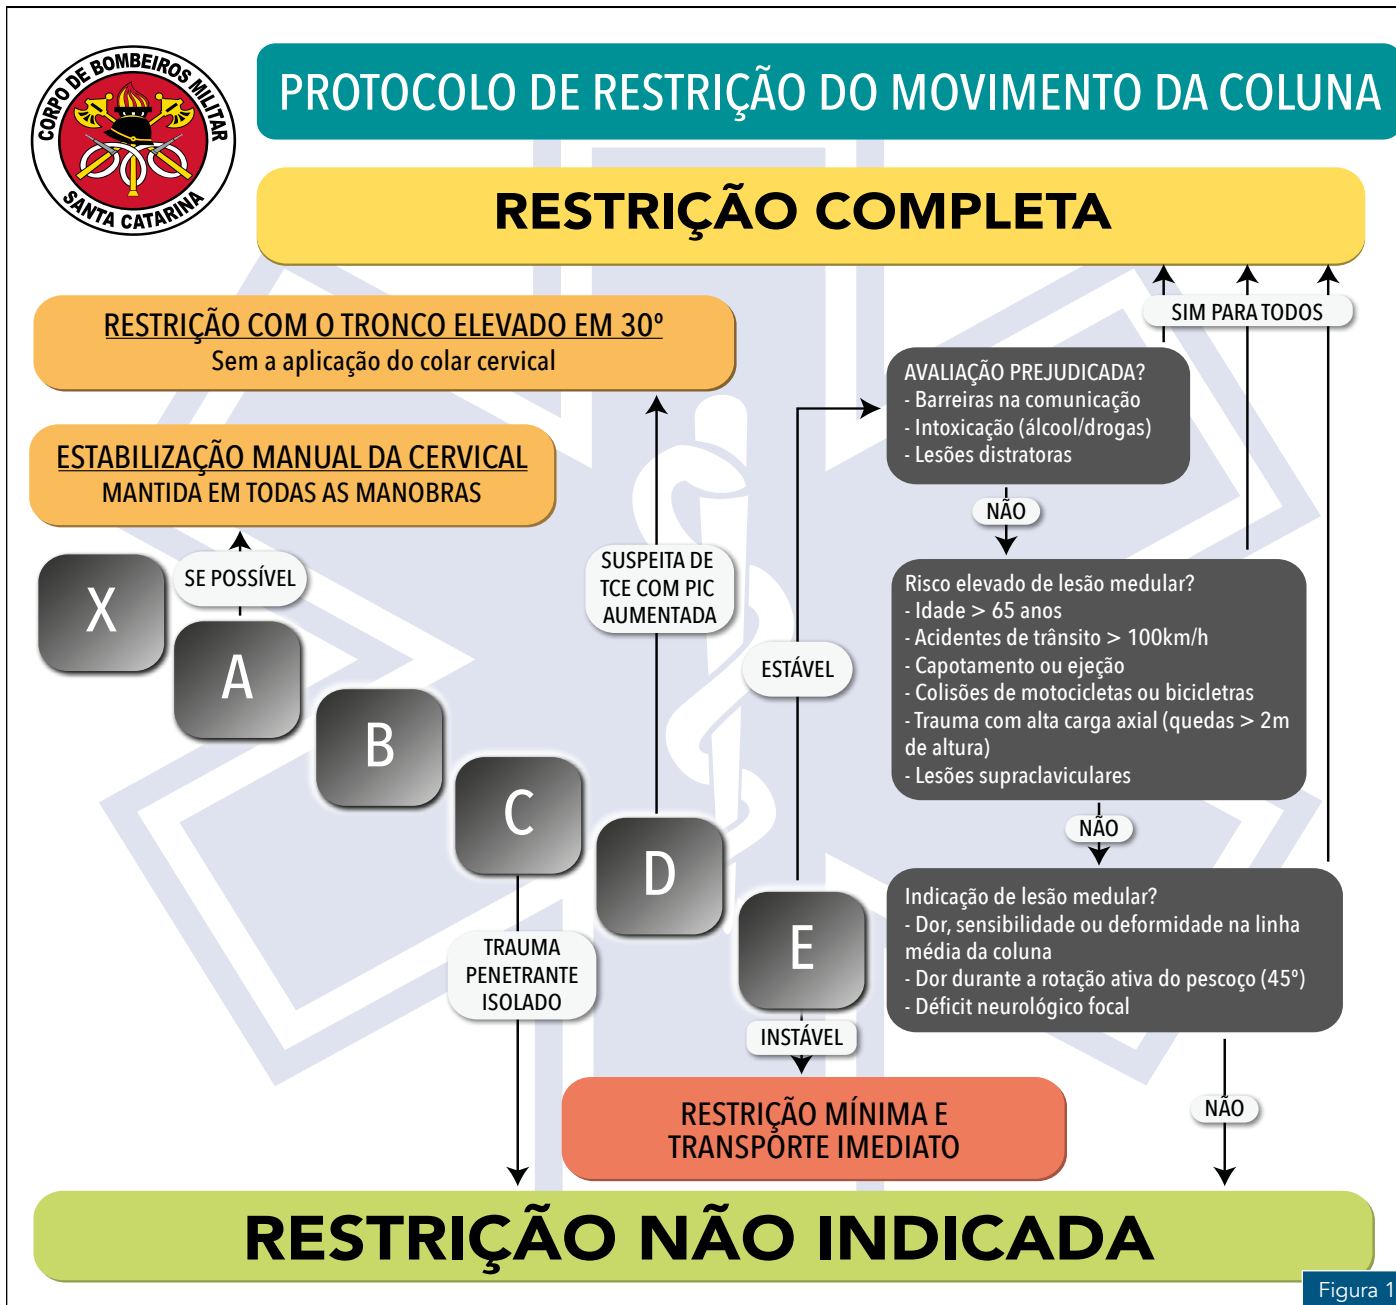 CORPO DE BOMBEIROS MILITAR
SANTA CATARINA
PROTOCOLO DE RESTRIÇÃO DO MOVIMENTO DA COLUNA
RESTRIÇÃO COMPLETA
SIM PARA TODOS
RESTRIÇÃO COM O TRONCO ELEVADO EM 30º
Sem a aplicação do colar cervical
AVALIAÇÃO PREJUDICADA?
- Barreiras na comunicação
- Intoxicação (álcool/drogas)
- Lesões distratoras
ESTABILIZAÇÃO MANUAL DA CERVICAL
MANTIDA EM TODAS AS MANOBRAS
NÃO
X
SE POSSÍVEL
A
B
C
D
E
SUSPEITA DE
TCE COM PIC
AUMENTADA
ESTÁVEL
Risco elevado de lesão medular?
- Idade > 65 anos
- Acidentes de trânsito > 100km/h
- Capotamento ou ejeção
- Colisões de motocicletas ou bicicletras
- Trauma com alta carga axial (quedas > 2m
de altura)
- Lesões supraclaviculares
NÃO
Indicação de lesão medular?
- Dor, sensibilidade ou deformidade na linha
média da coluna
- Dor durante a rotação ativa do pescoço (45º)
- Déficit neurológico focal
TRAUMA
PENETRANTE
ISOLADO
INSTÁVEL
RESTRIÇÃO MÍNIMA E
TRANSPORTE IMEDIATO
NÃO
RESTRIÇÃO NÃO INDICADA
Figura 1